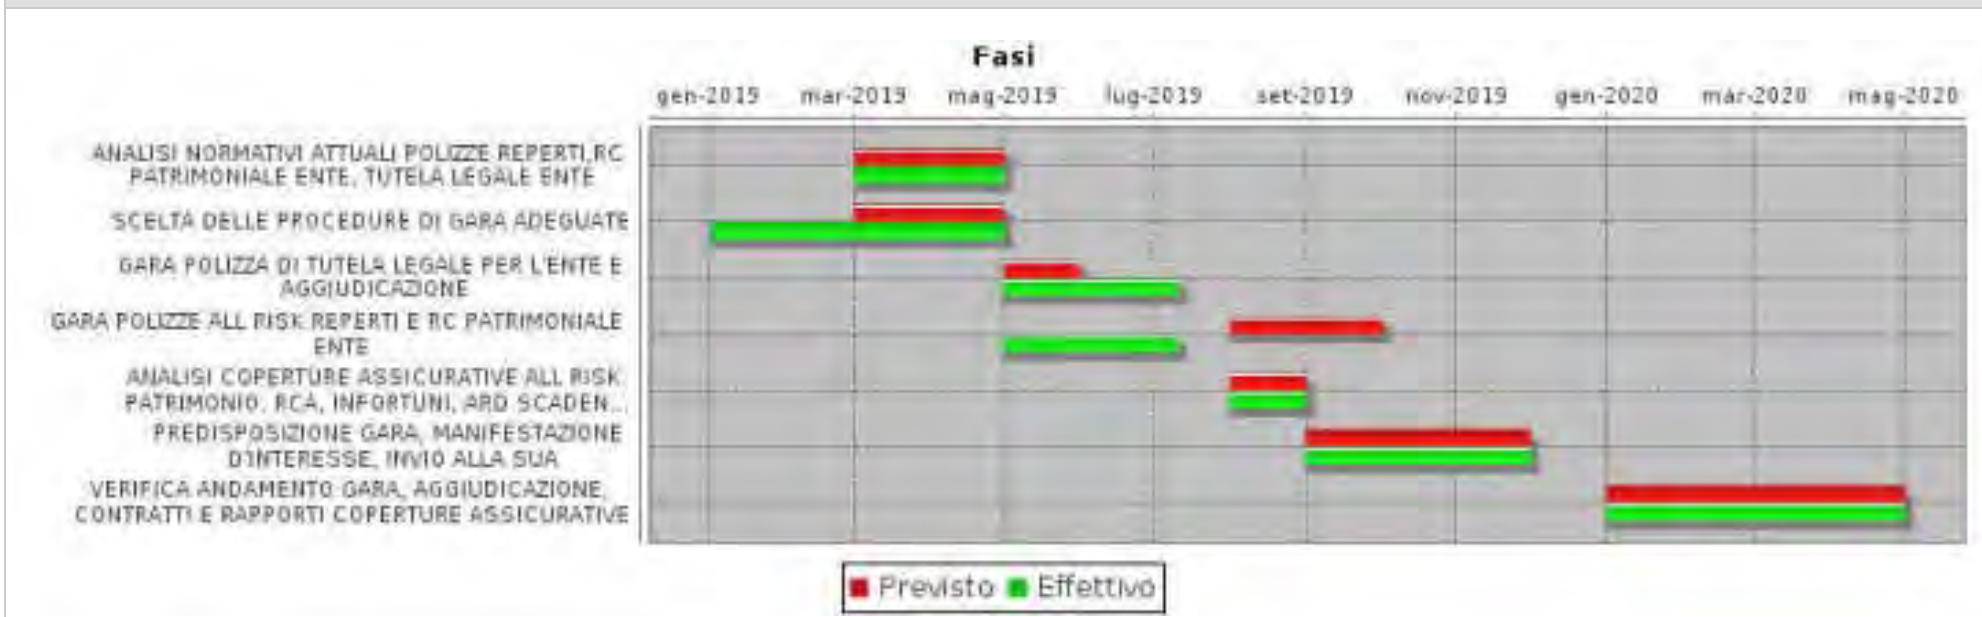 Fasi
gen-2019 mar-2019 mag-2019 lug-2019 set-2019 nov-2019 gen-2020 mar-2020 mag-2020
ANALISI NORMATIVI ATTUALI POLIZZE REPERTI,RC
PATRIMONIALE ENTE, TUTELA LEGALE ENTE
SCELTA DELLE PROCEDURE DI GARA ADEGUATE
GARA POLIZZA DI TUTELA LEGALE PER L'ENTE E
AGGIUDICAZIONE
GARA POLIZZE ALL RISK REPERTI E RC PATRIMONIALE
ENTE
ANALISI COPERTURE ASSICURATIVE ALL RISK
PATRIMONIO, RCA, INFORTUNI, ARD SCADEN...
PREDISPOSIZIONE GARA, MANIFESTAZIONE
D'INTERESSE, INVIO ALLA SUA
VERIFICA ANDAMENTO GARA, AGGIUDICAZIONE,
CONTRATTI E RAPPORTI COPERTURE ASSICURATIVE
Previsto Effettivo